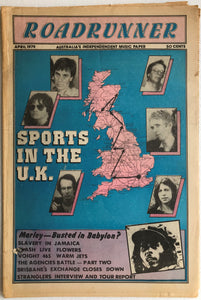 ROADRUNNER
APRIL 1979
AUSTRALIA'S INDEPENDENT MUSIC PAPER
50 CENTS
SPORTS
IN THE
U.K.
Marley—Busted in Babylon?
SLAVERY IN JAMAICA
FLASH LIVE FLOWERS
VOIGHT 465 WARM JETS
THE AGENCIES BATTLE — PART TWO
BRISBANE'S EXCHANGE CLOSES DOWN
STRANGLERS INTERVIEW AND TOUR REPORT